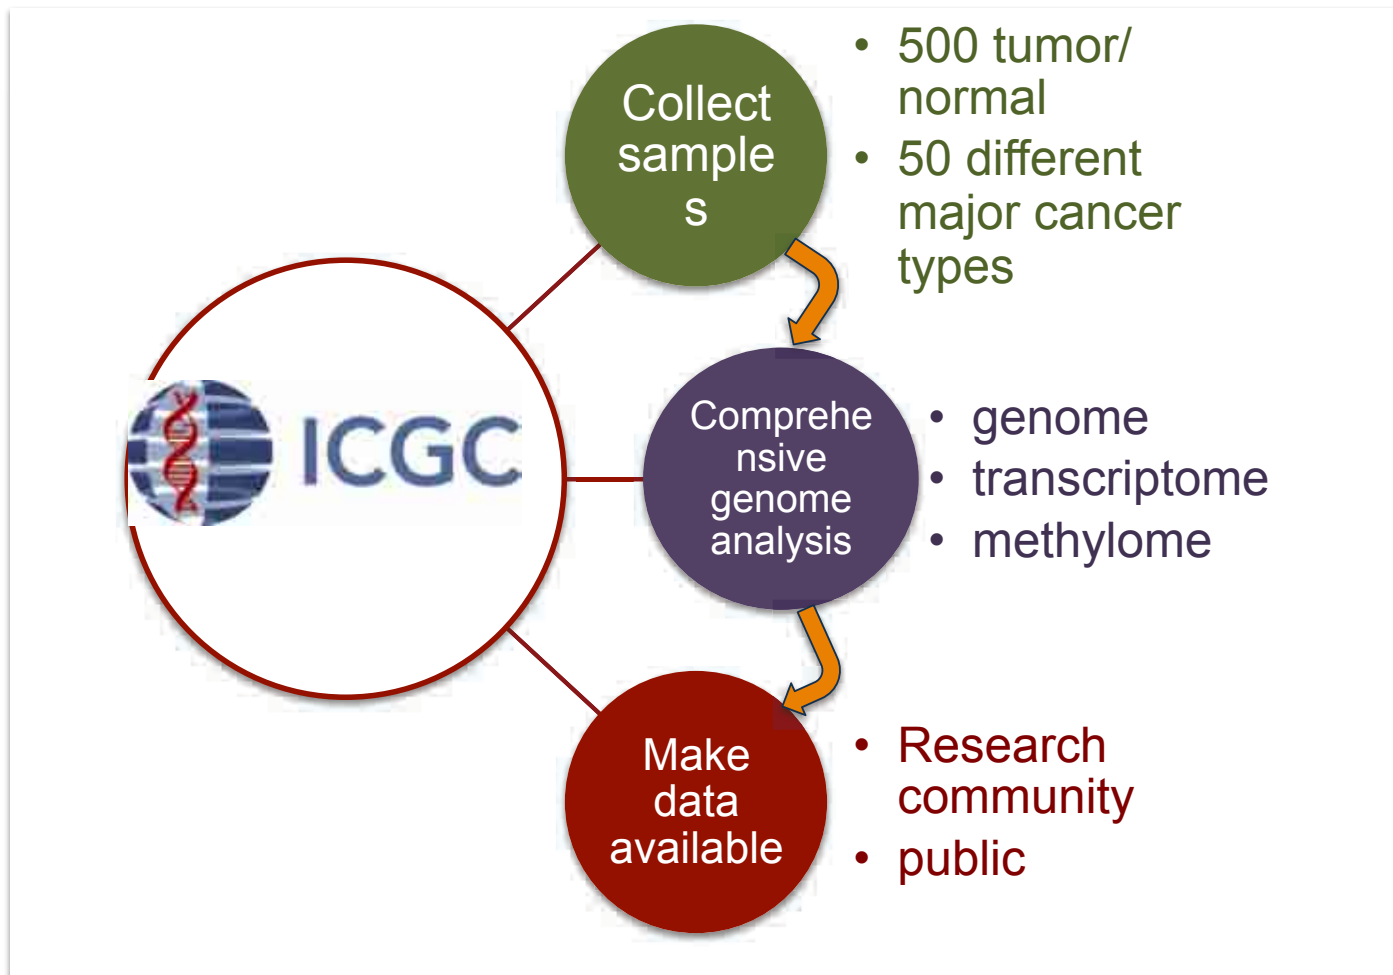 Collect
sample
s
• 500 tumor/
normal
• 50 different
major cancer
types
ICGC
Comprehe
nsive
genome
analysis
• genome
• transcriptome
• methylome
Make
data
available
• Research
community
• public